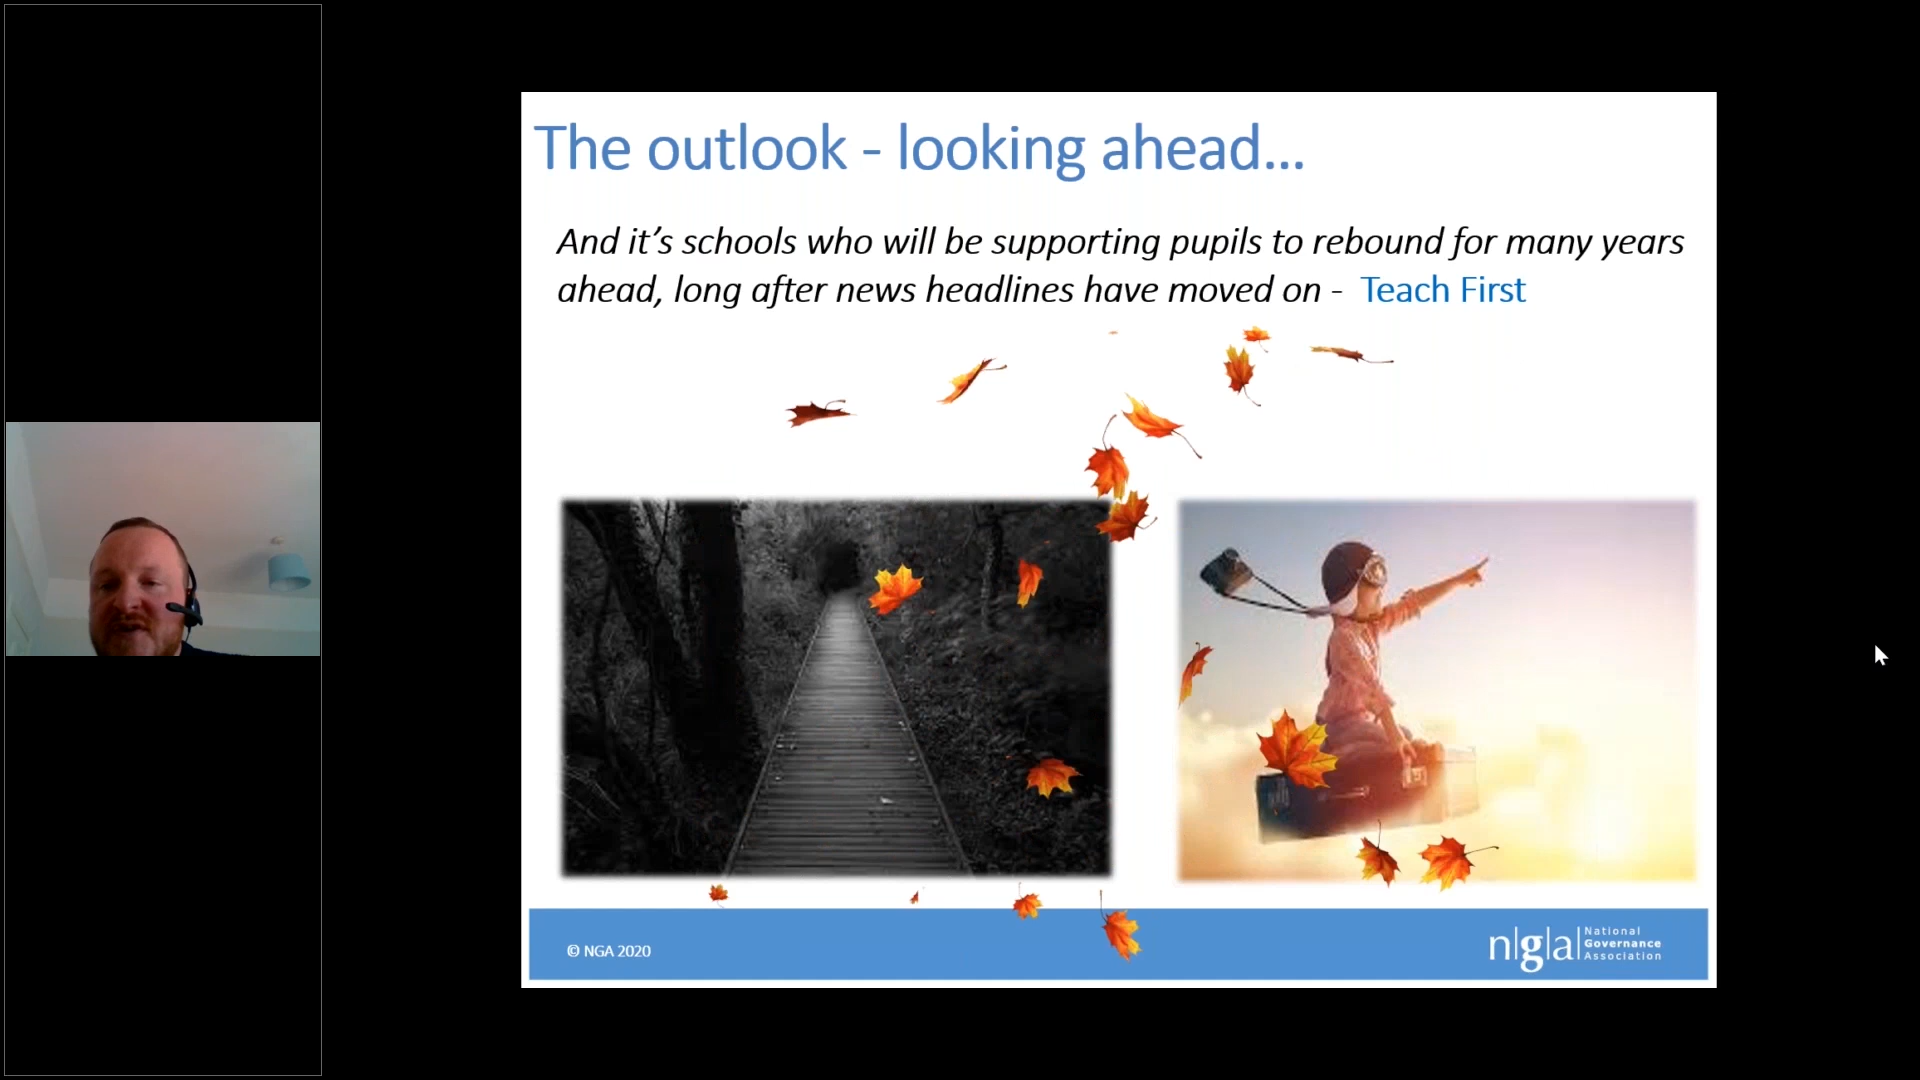 The outlook - looking ahead...
And it's schools who will be supporting pupils to rebound for many years
ahead, long after news headlines have moved on - Teach First
© NGA 2020
n|g|a| National
Governance
Association